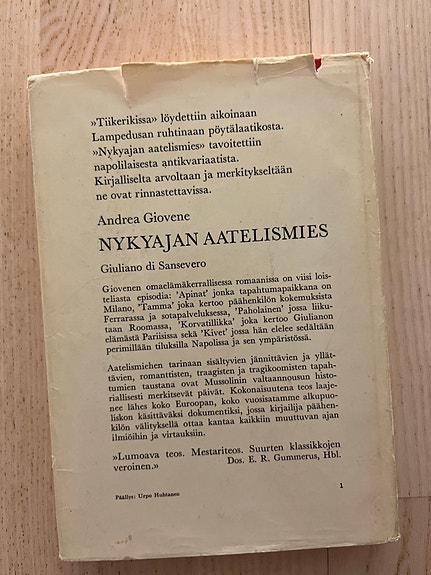 »Tiikerikissa» löydettiin aikoinaan
Lampedusan ruhtinaan pöytälaatikosta.
»Nykyajan aatelismies» tavoitettiin
napolilaisesta antikvariaatista.
Kirjalliselta arvoltaan ja merkitykseltään
ne ovat rinnastettavissa.
Andrea Giovene
NYKYAJAN AATELISMIES
Giuliano di Sansevero
Giovenen omaelämäkerrallisessa romaanissa on viisi lois-
teliasta episodia: 'Apinat' jonka tapahtumapaikkana on
Milano, 'Tamma' joka kertoo päähenkilön kokemuksista
Ferrarassa ja sotapalveluksessa, 'Paholainen' jossa liiku-
taan Roomassa, 'Korvatillikka' joka kertoo Giulianon
elämästä Pariisissa sekä 'Kivet' jossa hän elelee sedältään
perimillään tiluksilla Napolissa ja sen ympäristössä.
Aatelismiehen tarinaan sisältyvien jännittävien ja yllät-
tävien, romanttisten, traagisten ja tragikoomisten tapah-
tumien taustana ovat Mussolinin valtaannousun histo-
riallisesti merkitsevät päivät. Kokonaisuutena teos laaje-
nee lähes koko Euroopan, koko vuosisatamme alkupuo-
liskon käsittäväksi dokumentiksi, jossa kirjailija päähen-
kilön välityksellä ottaa kantaa kaikkiin muuttuvan ajan
ilmiöihin ja virtauksiin.
»Lumoava teos. Mestariteos. Suurten klassikkojen
veroinen.» Dos. E. R. Gummerus, Hbl.
Päällys: Urpo Huhtanen
1